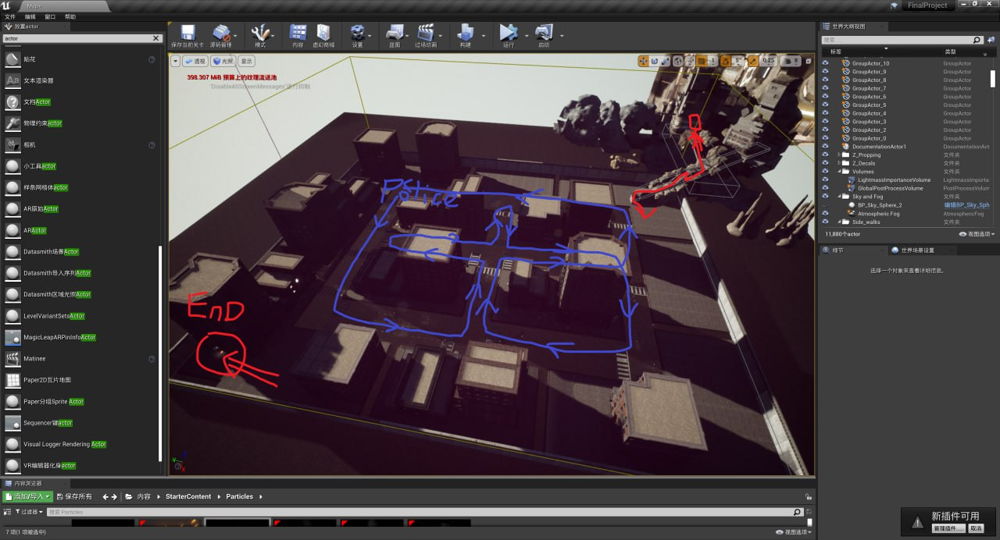 Map*
FinalProject
文件 编辑 窗口 帮助
放置actor
actor
贴花
文本渲染器
文档Actor
物理约束actor
相机
小工具actor
样条网格体actor
AR原始Actor
ARActor
Datasmith场景Actor
Datasmith导入序列Actor
Datasmith区域光照Actor
LevelVariantSetsActor
MagicLeapARPinInfoActor
Matinee
Paper2D瓦片地图
Paper分组Sprite Actor
Sequencer键actor
Visual Logger Rendering Actor
VR编辑器化身actor
保存当前关卡 源码管理 模式 内容 虚幻商城 设置 蓝图 过场动画 构建 运行 启动
透视 光照 显示
1 5° 0.25 8
398.307 MiB 预算上的纹理流送池
'DisableAllScreenMessages'进行抑制
Police
EnD
世界大纲视图
搜索...
标签 类型
GroupActor_10 GroupActor
GroupActor_9 GroupActor
GroupActor_8 GroupActor
GroupActor_7 GroupActor
GroupActor_6 GroupActor
GroupActor_5 GroupActor
GroupActor_4 GroupActor
GroupActor_3 GroupActor
GroupActor_2 GroupActor
GroupActor_0 GroupActor
DocumentationActor1 DocumentationAct
Z_Propping 文件夹
Z_Decals 文件夹
Volumes 文件夹
LightmassImportanceVolume LightmassImporta
GlobalPostProcessVolume PostProcessVolum
Sky and Fog 文件夹
BP_Sky_Sphere_2 编辑BP_Sky_Sph
Atmospheric Fog AtmosphericFog
Side_walks 文件夹
11,880个actor 视图选项
细节 世界场景设置
选择一个对象来查看详细信息。
内容浏览器
添加/导入 保存所有 内容 StarterContent Particles
过滤器 搜索 Particles
7 项(1 项被选中) 视图选项
新插件可用
管理插件...... 取消